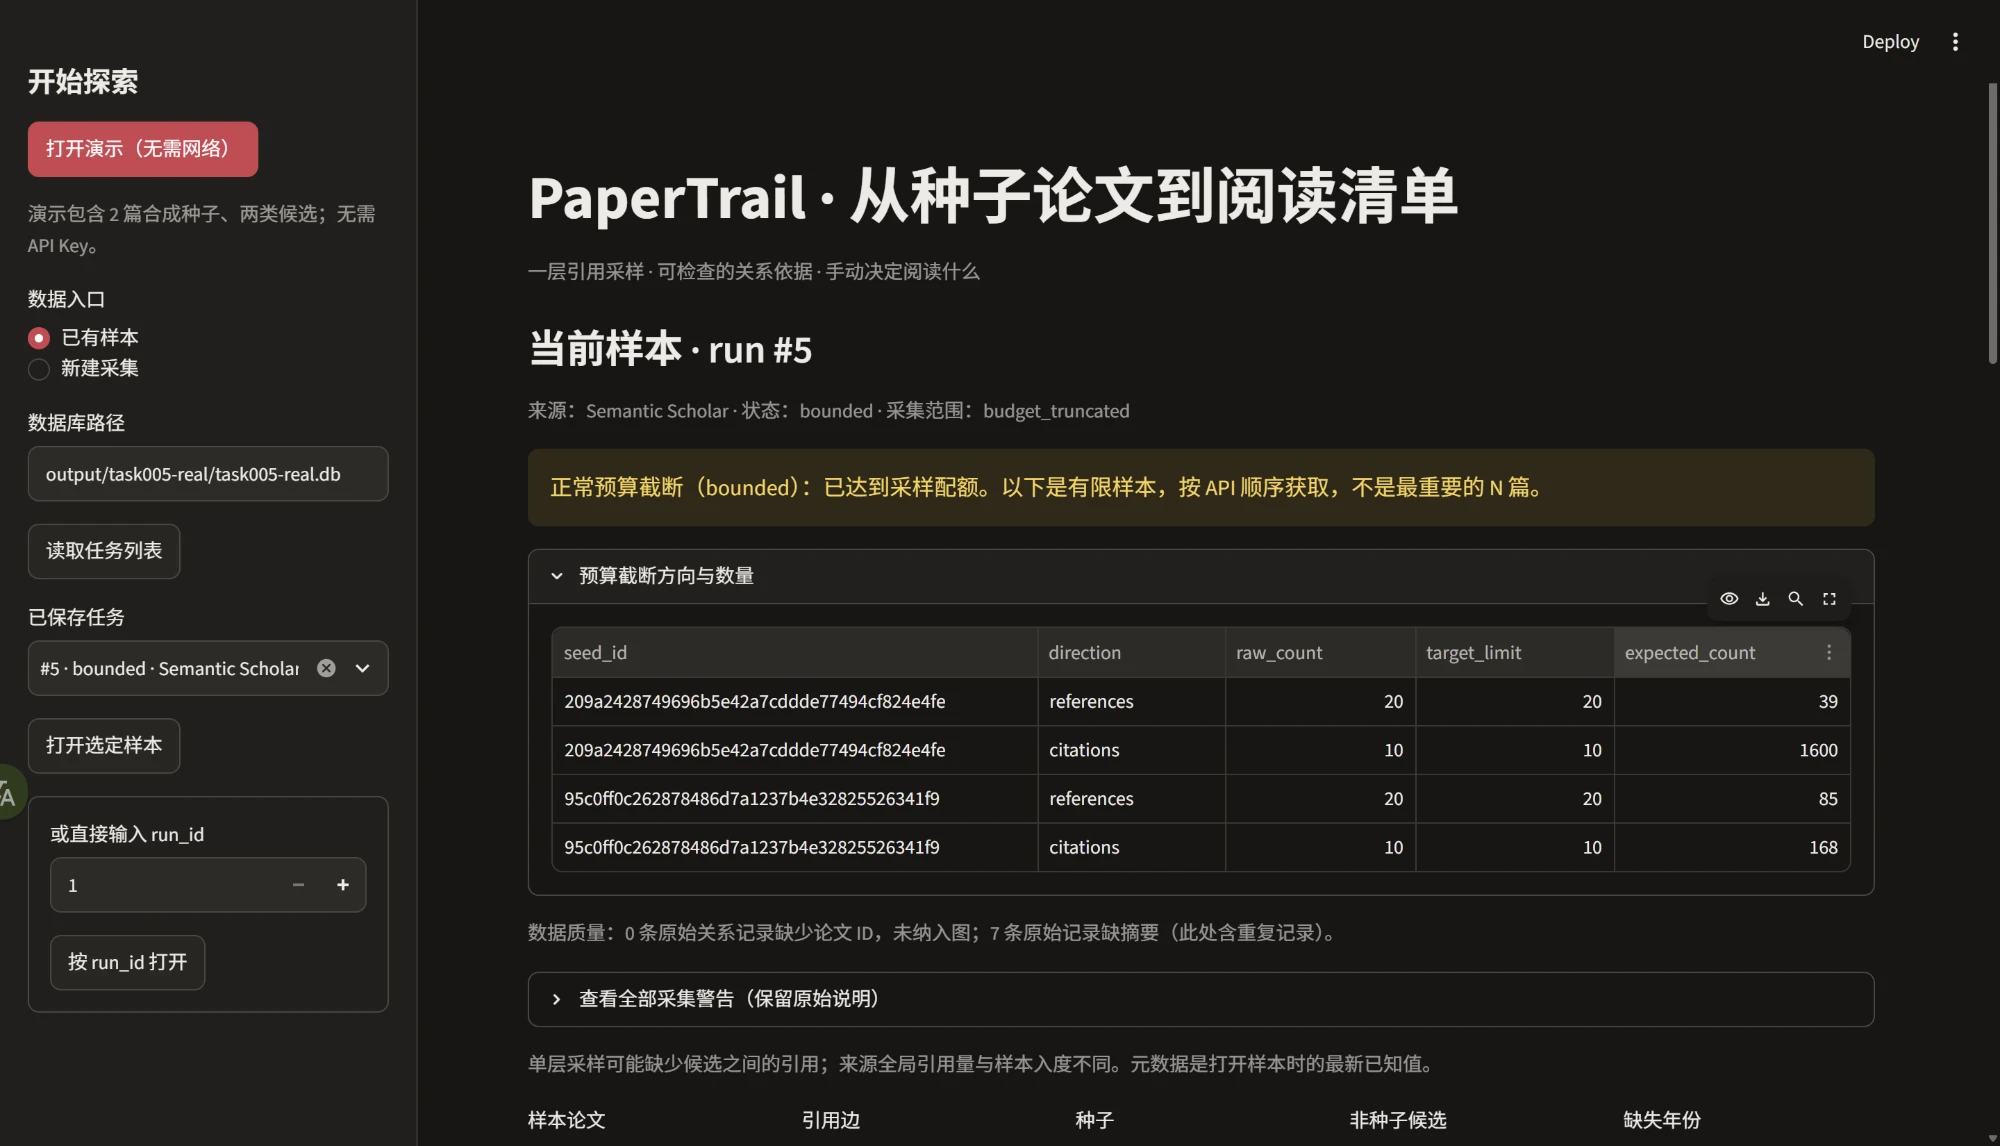 Deploy
开始探索
打开演示（无需网络）
演示包含 2 篇合成种子、两类候选；无需
API Key。
数据入口
已有样本
新建采集
数据库路径
output/task005-real/task005-real.db
读取任务列表
已保存任务
#5 · bounded · Semantic Scholar
打开选定样本
或直接输入 run_id
1
按 run_id 打开
PaperTrail · 从种子论文到阅读清单
一层引用采样 · 可检查的关系依据 · 手动决定阅读什么
当前样本 · run #5
来源：Semantic Scholar · 状态：bounded · 采集范围：budget_truncated
正常预算截断（bounded）：已达到采样配额。以下是有限样本，按 API 顺序获取，不是最重要的 N 篇。
预算截断方向与数量
seed_id direction raw_count target_limit expected_count
209a2428749696b5e42a7cddde77494cf824e4fe references 20 20 39
209a2428749696b5e42a7cddde77494cf824e4fe citations 10 10 1600
95c0ff0c262878486d7a1237b4e32825526341f9 references 20 20 85
95c0ff0c262878486d7a1237b4e32825526341f9 citations 10 10 168
数据质量：0 条原始关系记录缺少论文 ID，未纳入图；7 条原始记录缺摘要（此处含重复记录）。
查看全部采集警告（保留原始说明）
单层采样可能缺少候选之间的引用；来源全局引用量与样本入度不同。元数据是打开样本时的最新已知值。
样本论文 引用边 种子 非种子候选 缺失年份